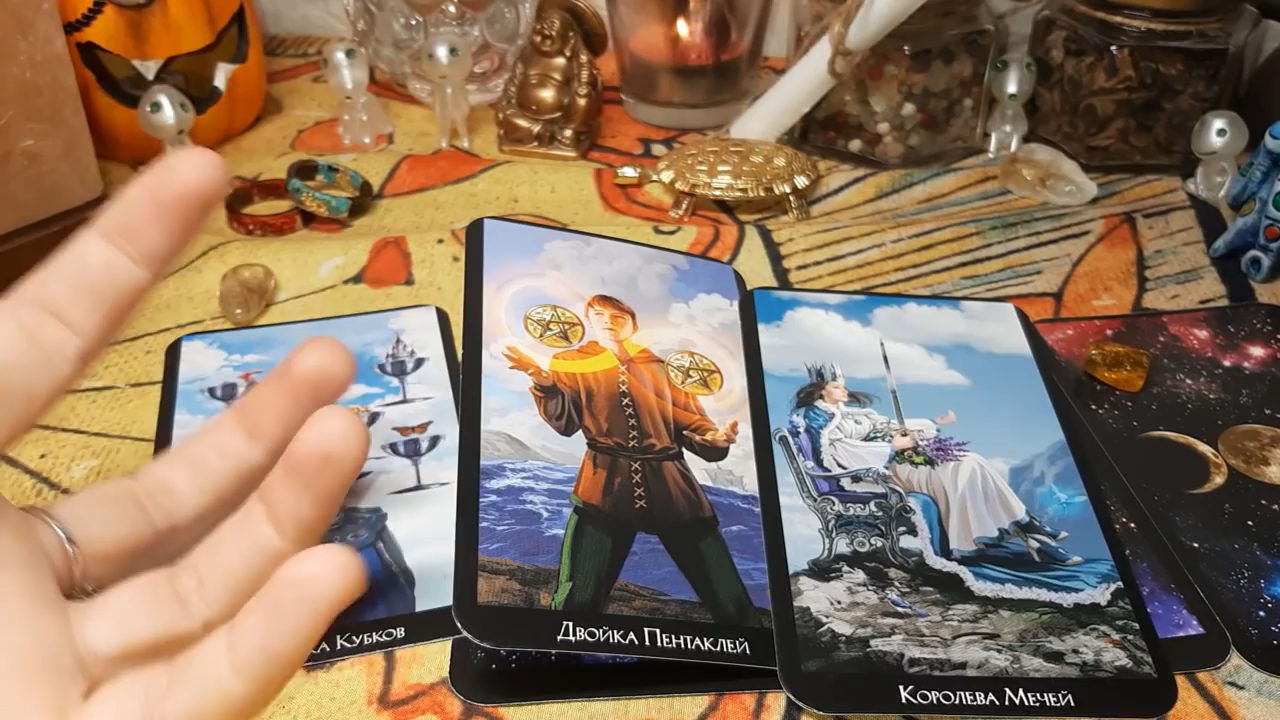 Кубков
Двойка Пентаклей
Королева Мечей